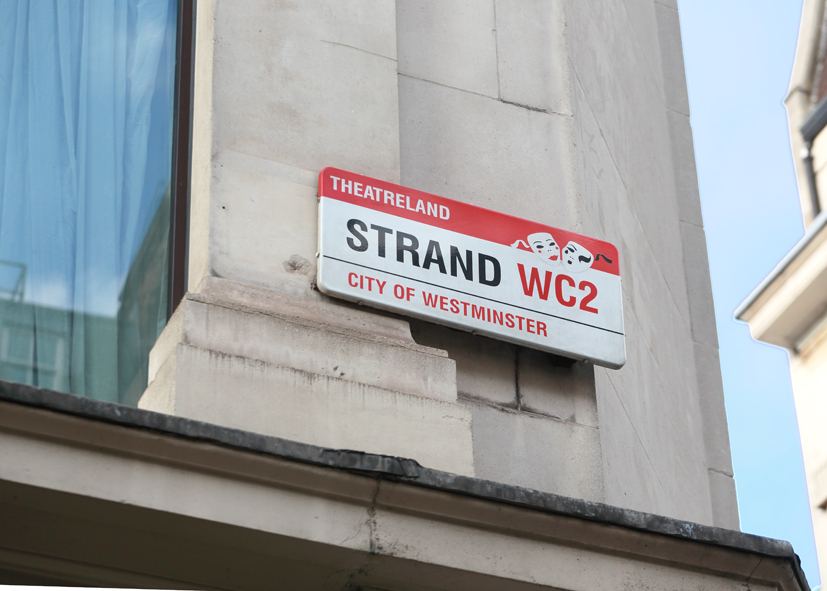 THEATRELAND
STRAND WC2
CITY OF WESTMINSTER